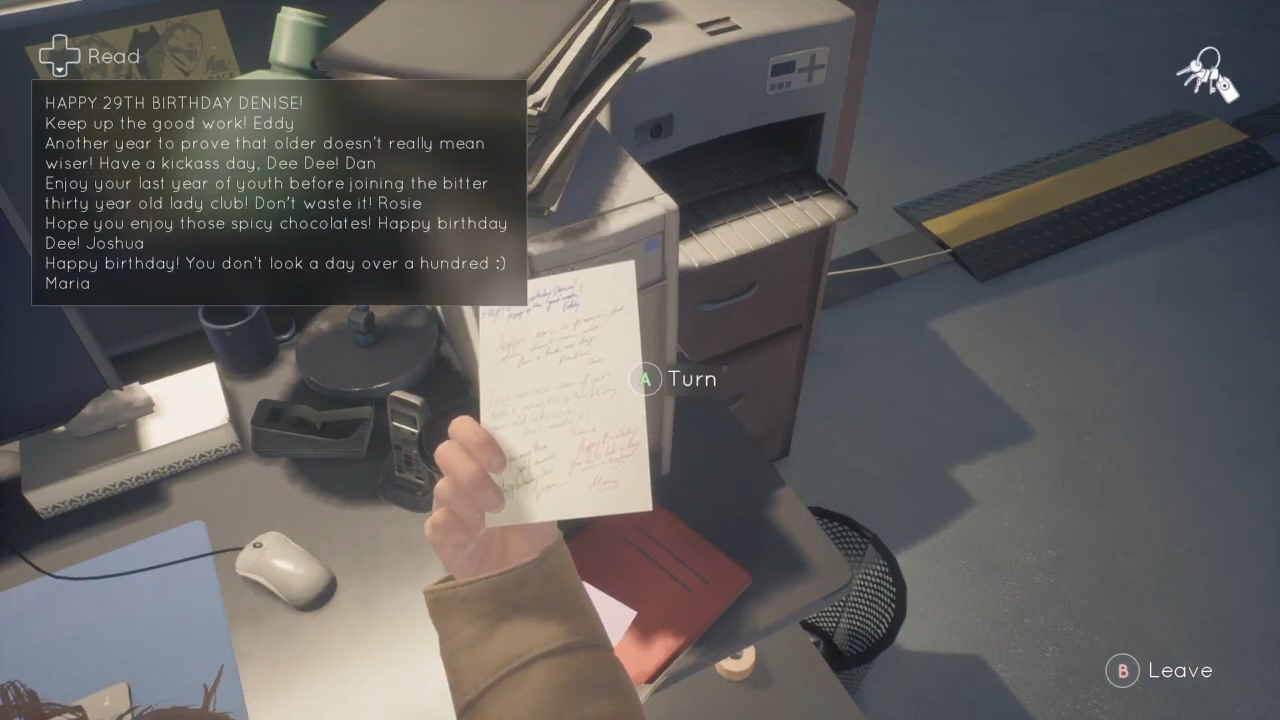 Read
HAPPY 29TH BIRTHDAY DENISE!
Keep up the good work! Eddy
Another year to prove that older doesn't really mean
wiser! Have a kickass day, Dee Dee! Dan
Enjoy your last year of youth before joining the bitter
thirty year old lady club! Don't waste it! Rosie
Hope you enjoy those spicy chocolates! Happy birthday
Dee! Joshua
Happy birthday! You don't look a day over a hundred :)
Maria
A Turn
B Leave